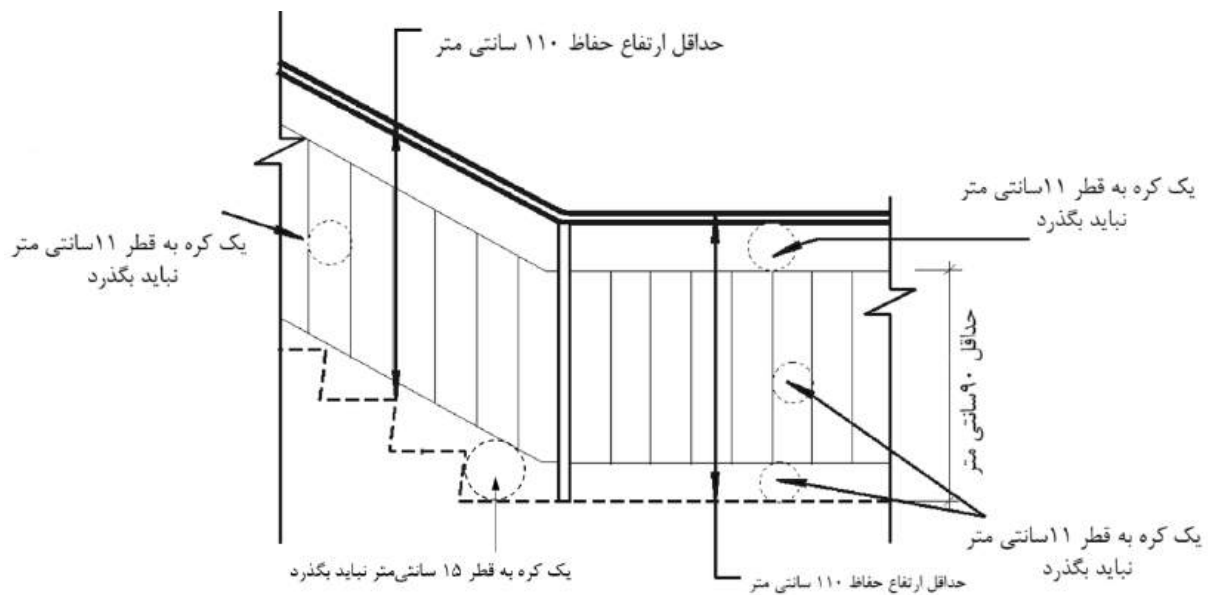 حداقل ارتفاع حفاظ ۱۱۰ سانتی متر
یک کره به قطر ۱۱سانتی متر
نباید بگذرد
یک کره به قطر ۱۱سانتی متر
نباید بگذرد
حداقل ۹۰سانتی متر
یک کره به قطر ۱۱سانتی متر
نباید بگذرد
یک کره به قطر ۱۵ سانتی‌متر نباید بگذرد
حداقل ارتفاع حفاظ ۱۱۰ سانتی متر